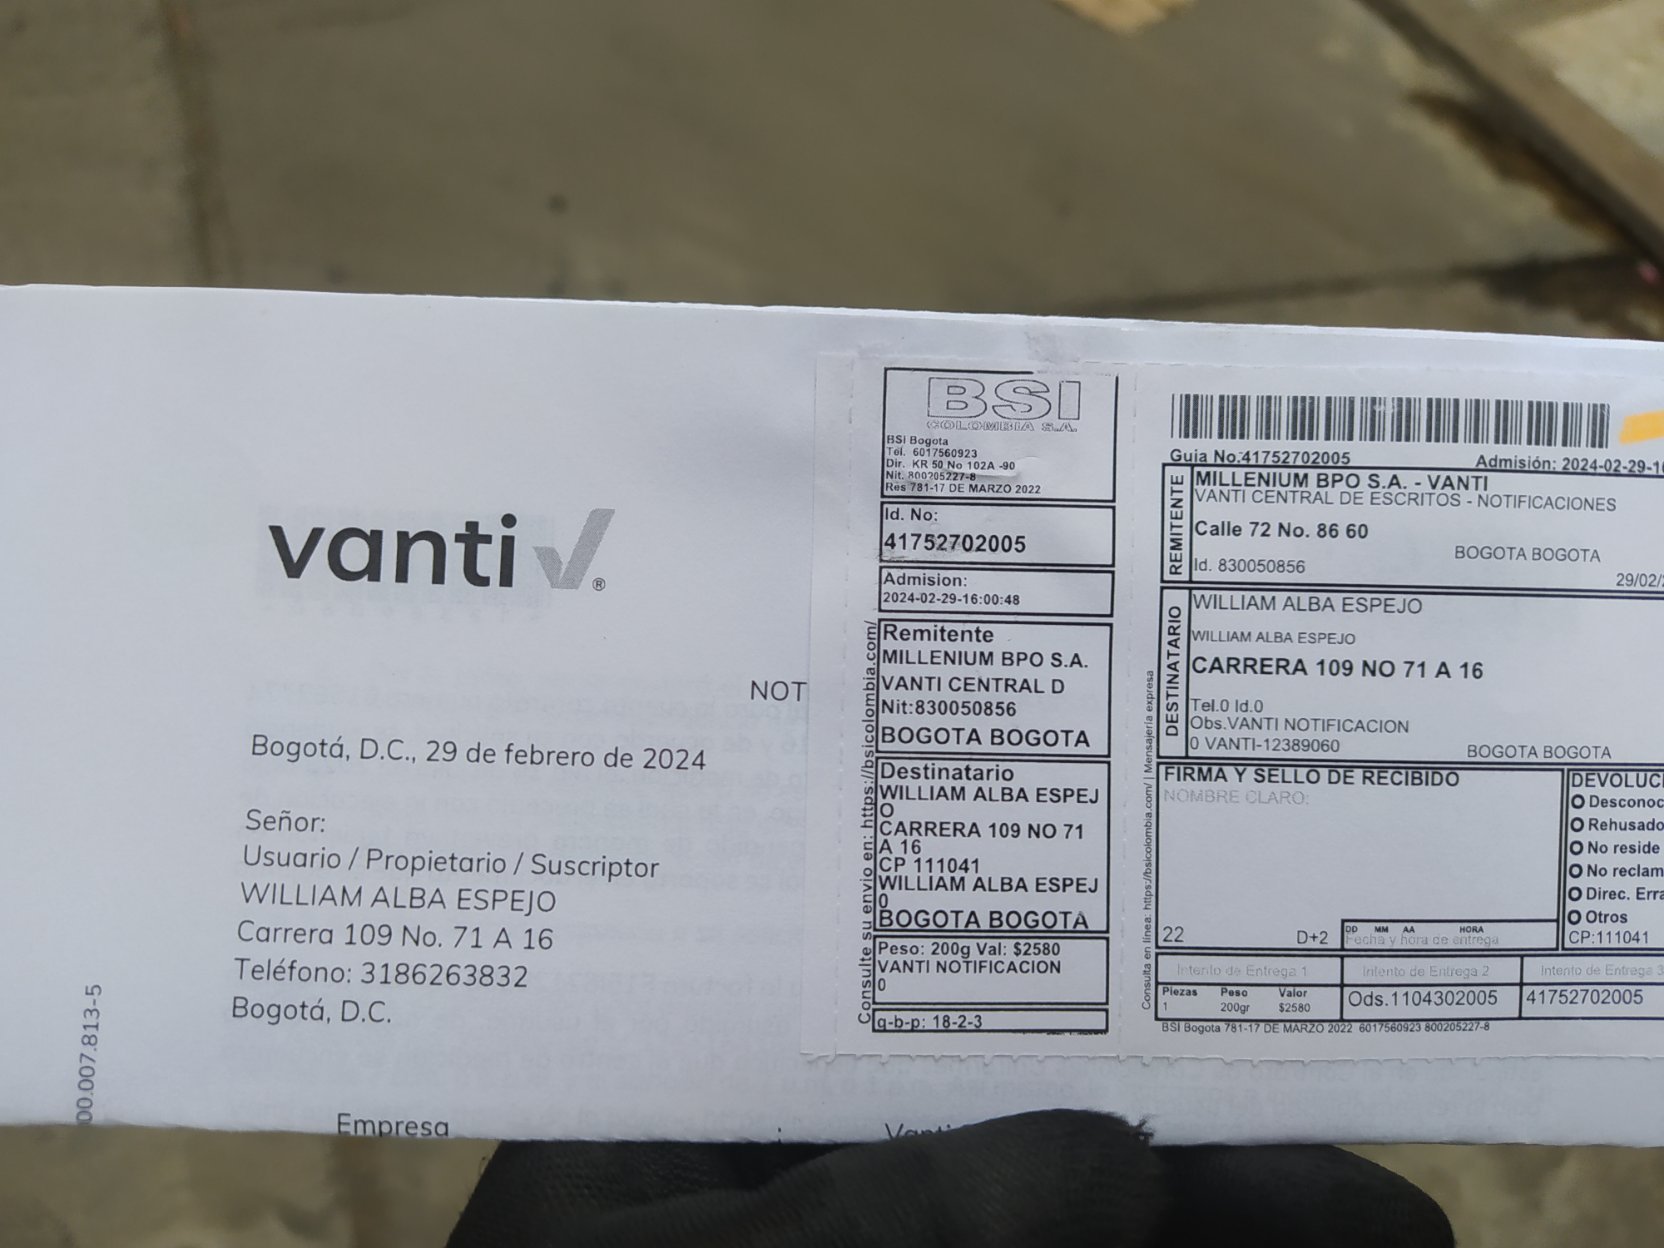 vanti
®
NOT
Bogotá, D.C., 29 de febrero de 2024
Señor:
Usuario / Propietario / Suscriptor
WILLIAM ALBA ESPEJO
Carrera 109 No. 71 A 16
Teléfono: 3186263832
Bogotá, D.C.
00.007.813-5
Empresa :
BSI
COLOMBIA S.A.
BSI Bogota
Tel. 6017560923
Dir. KR 50 No 102A -90
Nit. 800205227-8
Res 781-17 DE MARZO 2022
Id. No:
41752702005
Admision:
2024-02-29-16:00:48
Remitente
MILLENIUM BPO S.A.
VANTI CENTRAL D
Nit:830050856
BOGOTA BOGOTA
Destinatario
WILLIAM ALBA ESPEJ
O
CARRERA 109 NO 71
A 16
CP 111041
WILLIAM ALBA ESPEJ
O
BOGOTA BOGOTA
Peso: 200g Val: $2580
VANTI NOTIFICACION
0
q-b-p: 18-2-3
Consulte su envio en: https://bsicolombia.com/
Guia No:41752702005
Admisión: 2024-02-29-16
REMITENTE
MILLENIUM BPO S.A. - VANTI
VANTI CENTRAL DE ESCRITOS - NOTIFICACIONES
Calle 72 No. 86 60
BOGOTA BOGOTA
Id. 830050856
29/02/
DESTINATARIO
WILLIAM ALBA ESPEJO
WILLIAM ALBA ESPEJO
CARRERA 109 NO 71 A 16
Tel.0 Id.0
Obs.VANTI NOTIFICACION
0 VANTI-12389060
BOGOTA BOGOTA
FIRMA Y SELLO DE RECIBIDO
NOMBRE CLARO:
DEVOLUCI
Desconoc
Rehusado
No reside
No reclam
Direc. Erra
Otros
CP:111041
22 D+2
DD MM AA HORA
Fecha y hora de entrega
Intento de Entrega 1
Intento de Entrega 2
Intento de Entrega 3
Piezas Peso Valor
1 200gr $2580
Ods.1104302005
41752702005
BSI Bogota 781-17 DE MARZO 2022 6017560923 800205227-8
Consulta en linea: https://bsicolombia.com/ | Mensajeria expresa